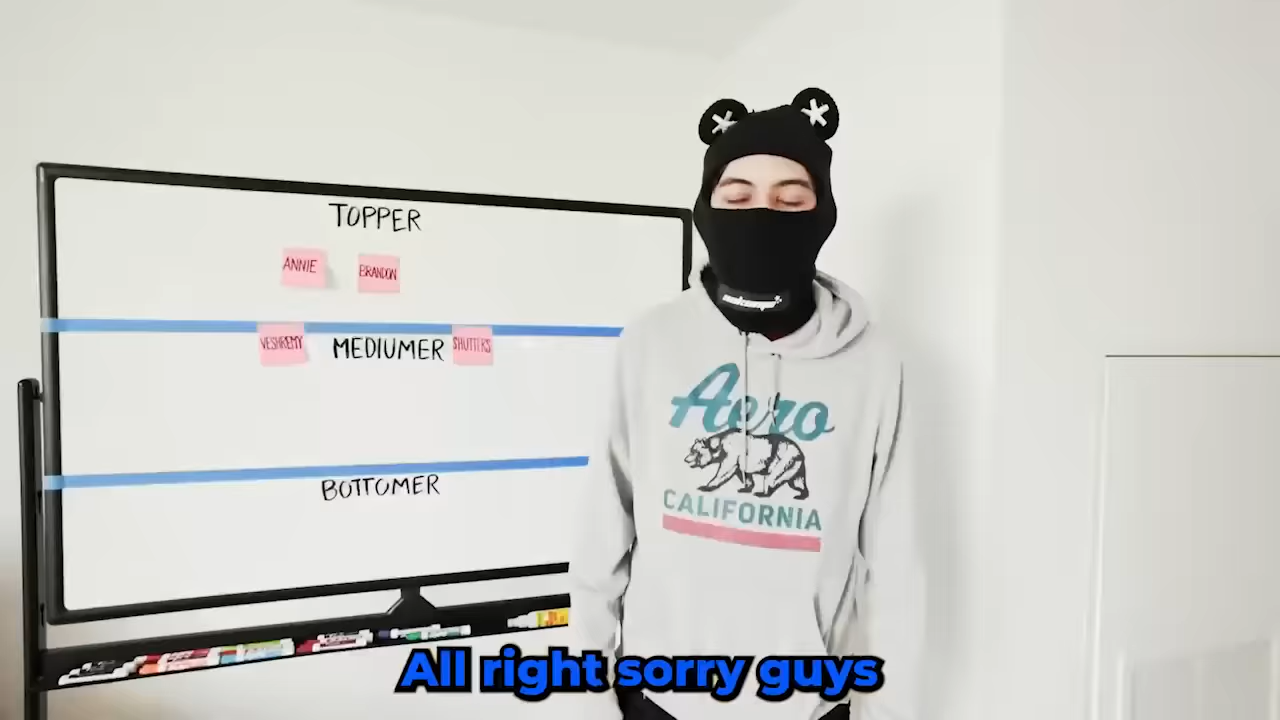 TOPPER
ANNIE
BRANDON
VESHREMY
MEDIUMER
SHUTTERS
BOTTOMER
Aero
CALIFORNIA
All right sorry guys